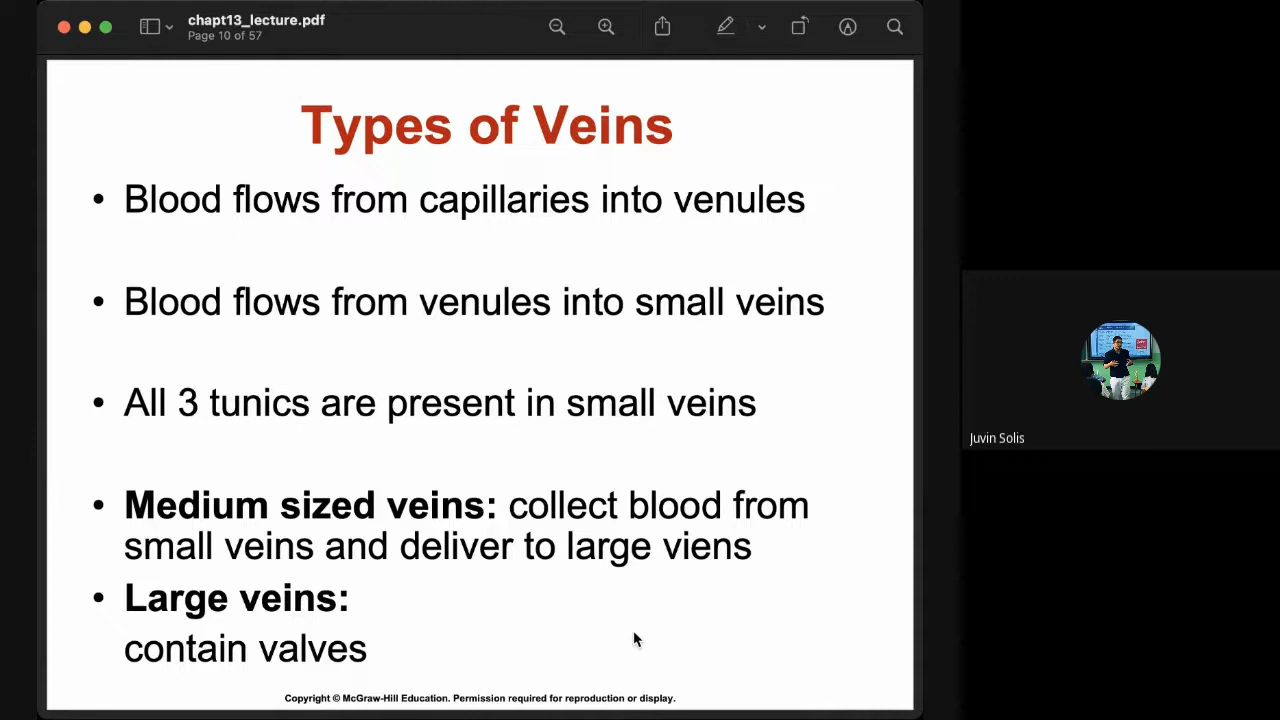 chapt13_lecture.pdf
Page 10 of 57
Types of Veins
• Blood flows from capillaries into venules
• Blood flows from venules into small veins
• All 3 tunics are present in small veins
• Medium sized veins: collect blood from
small veins and deliver to large viens
• Large veins:
contain valves
Copyright © McGraw-Hill Education. Permission required for reproduction or display.
Juvin Solis